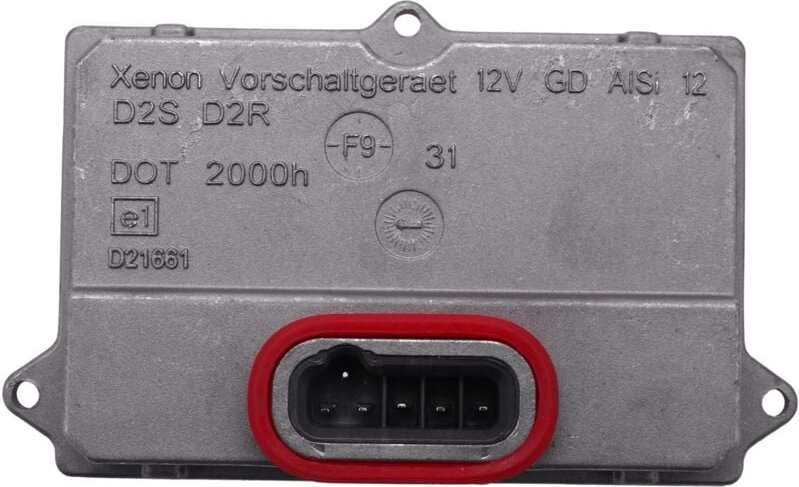 Xenon Vorschaltgeraet 12V GD AlSi 12
D2S D2R
F9
31
DOT 2000h
e1
D21661